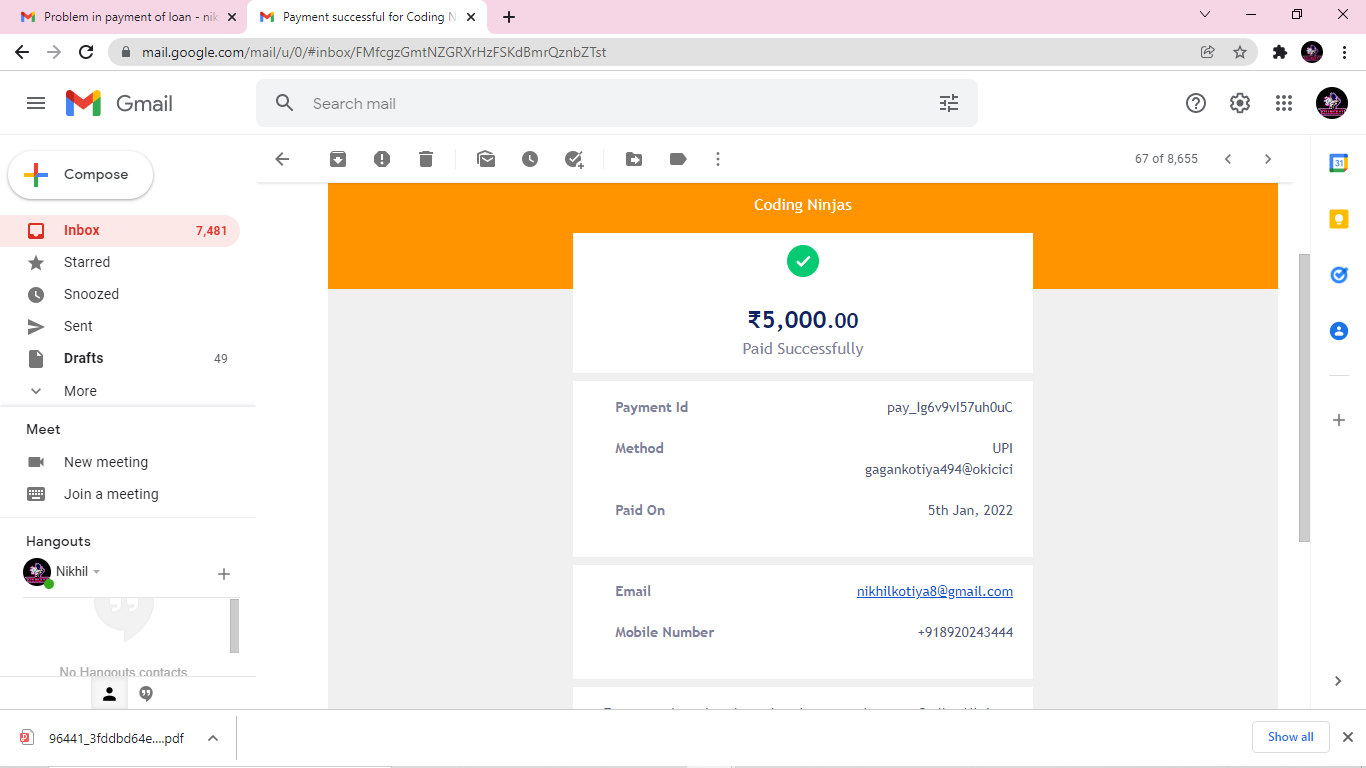 Problem in payment of loan - nik
Payment successful for Coding N
mail.google.com/mail/u/0/#inbox/FMfcgzGmtNZGRXrHzFSKdBmrQznbZTst
Gmail
Search mail
Compose
67 of 8,655
31
Inbox 7,481
Starred
Snoozed
Sent
Drafts 49
More
Meet
New meeting
Join a meeting
Hangouts
Nikhil
No Hangouts contacts
Coding Ninjas
₹5,000.00
Paid Successfully
Payment Id pay_Ig6v9vI57uh0uC
Method UPI
gagankotiya494@okicici
Paid On 5th Jan, 2022
Email nikhilkotiya8@gmail.com
Mobile Number +918920243444
96441_3fddbd64e....pdf
Show all